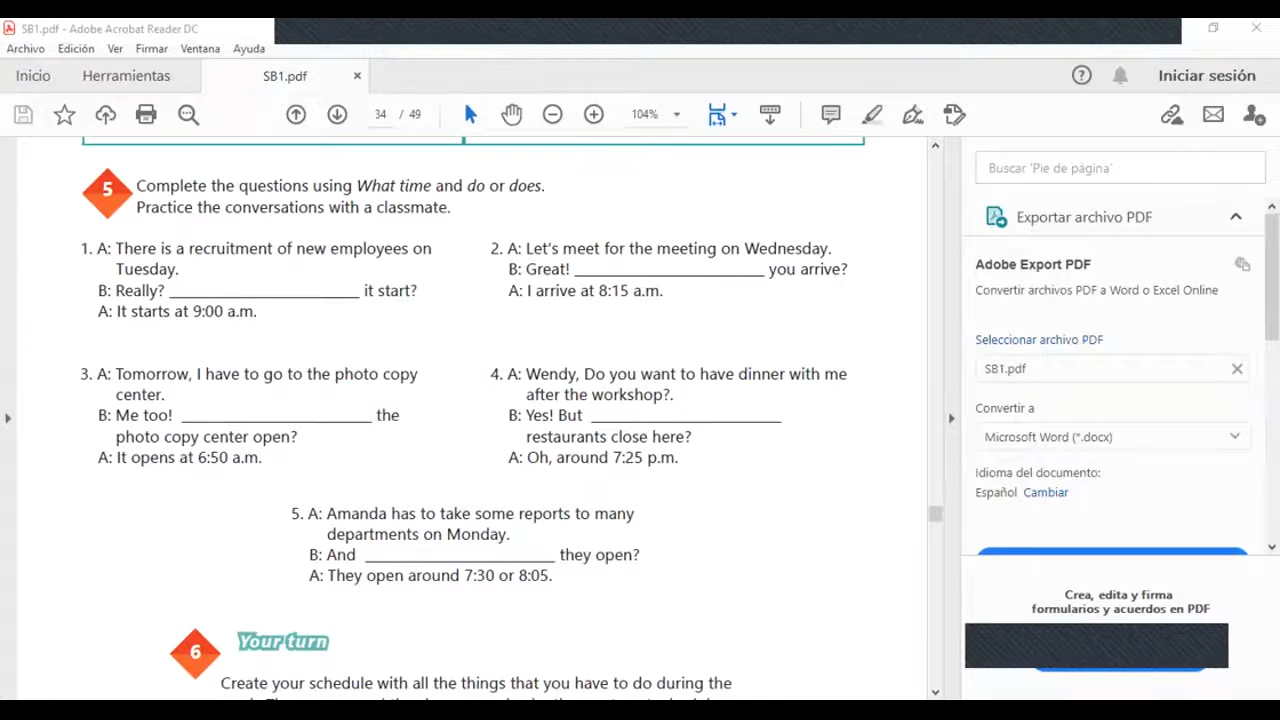 SB1.pdf - Adobe Acrobat Reader DC
Archivo Edición Ver Firmar Ventana Ayuda
Inicio Herramientas SB1.pdf Iniciar sesión
34 / 49 104%
5
Complete the questions using What time and do or does.
Practice the conversations with a classmate.
1. A: There is a recruitment of new employees on
Tuesday.
B: Really? ____________________ it start?
A: It starts at 9:00 a.m.
2. A: Let's meet for the meeting on Wednesday.
B: Great! ____________________ you arrive?
A: I arrive at 8:15 a.m.
3. A: Tomorrow, I have to go to the photo copy
center.
B: Me too! ____________________ the
photo copy center open?
A: It opens at 6:50 a.m.
4. A: Wendy, Do you want to have dinner with me
after the workshop?.
B: Yes! But ____________________
restaurants close here?
A: Oh, around 7:25 p.m.
5. A: Amanda has to take some reports to many
departments on Monday.
B: And ____________________ they open?
A: They open around 7:30 or 8:05.
6
Your turn
Create your schedule with all the things that you have to do during the
Buscar 'Pie de página'
Exportar archivo PDF
Adobe Export PDF
Convertir archivos PDF a Word o Excel Online
Seleccionar archivo PDF
SB1.pdf
Convertir a
Microsoft Word (*.docx)
Idioma del documento:
Español Cambiar
Crea, edita y firma
formularios y acuerdos en PDF